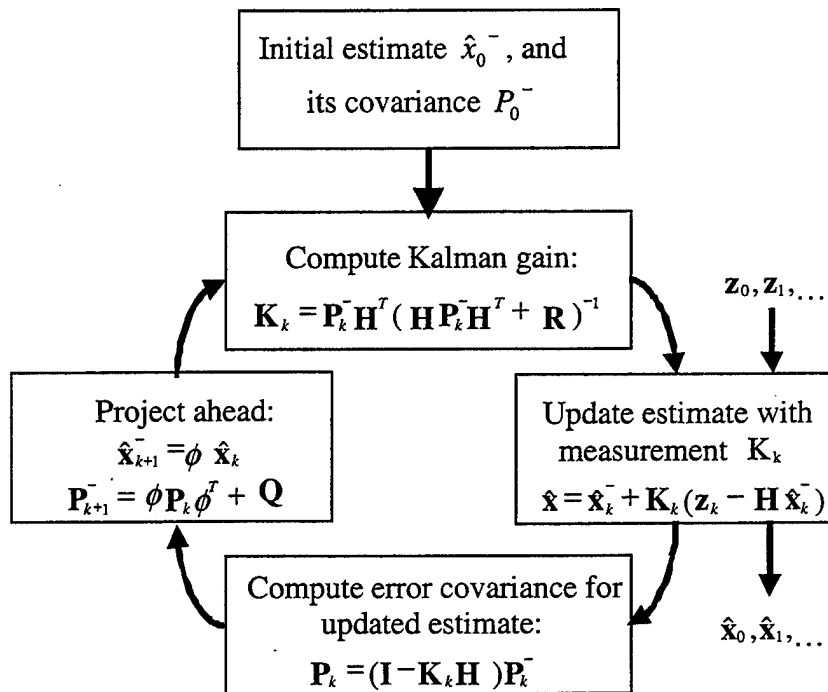 Initial estimate x̂₀⁻, and
its covariance P₀⁻
Compute Kalman gain:
Kₖ = Pₖ⁻Hᵀ( H Pₖ⁻Hᵀ + R )⁻¹
z₀, z₁,...
Update estimate with
measurement Kₖ
x̂ = x̂ₖ⁻ + Kₖ(zₖ − H x̂ₖ⁻)
x̂₀, x̂₁,...
Compute error covariance for
updated estimate:
Pₖ = (I − KₖH )Pₖ⁻
Project ahead:
x̂ₖ₊₁⁻ = ϕ x̂ₖ
Pₖ₊₁⁻ = ϕPₖϕᵀ + Q